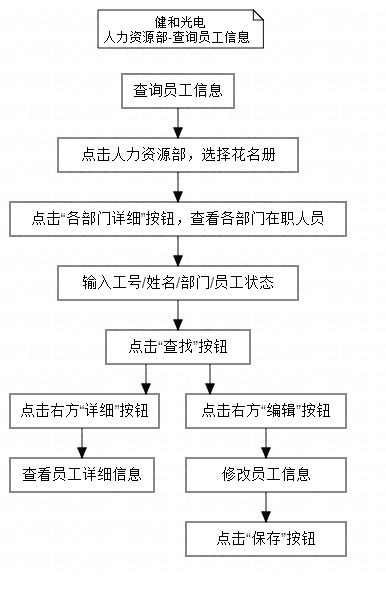 健和光电
人力资源部-查询员工信息
查询员工信息
点击人力资源部，选择花名册
点击“各部门详细”按钮，查看各部门在职人员
输入工号/姓名/部门/员工状态
点击“查找”按钮
点击右方“详细”按钮
点击右方“编辑”按钮
查看员工详细信息
修改员工信息
点击“保存”按钮